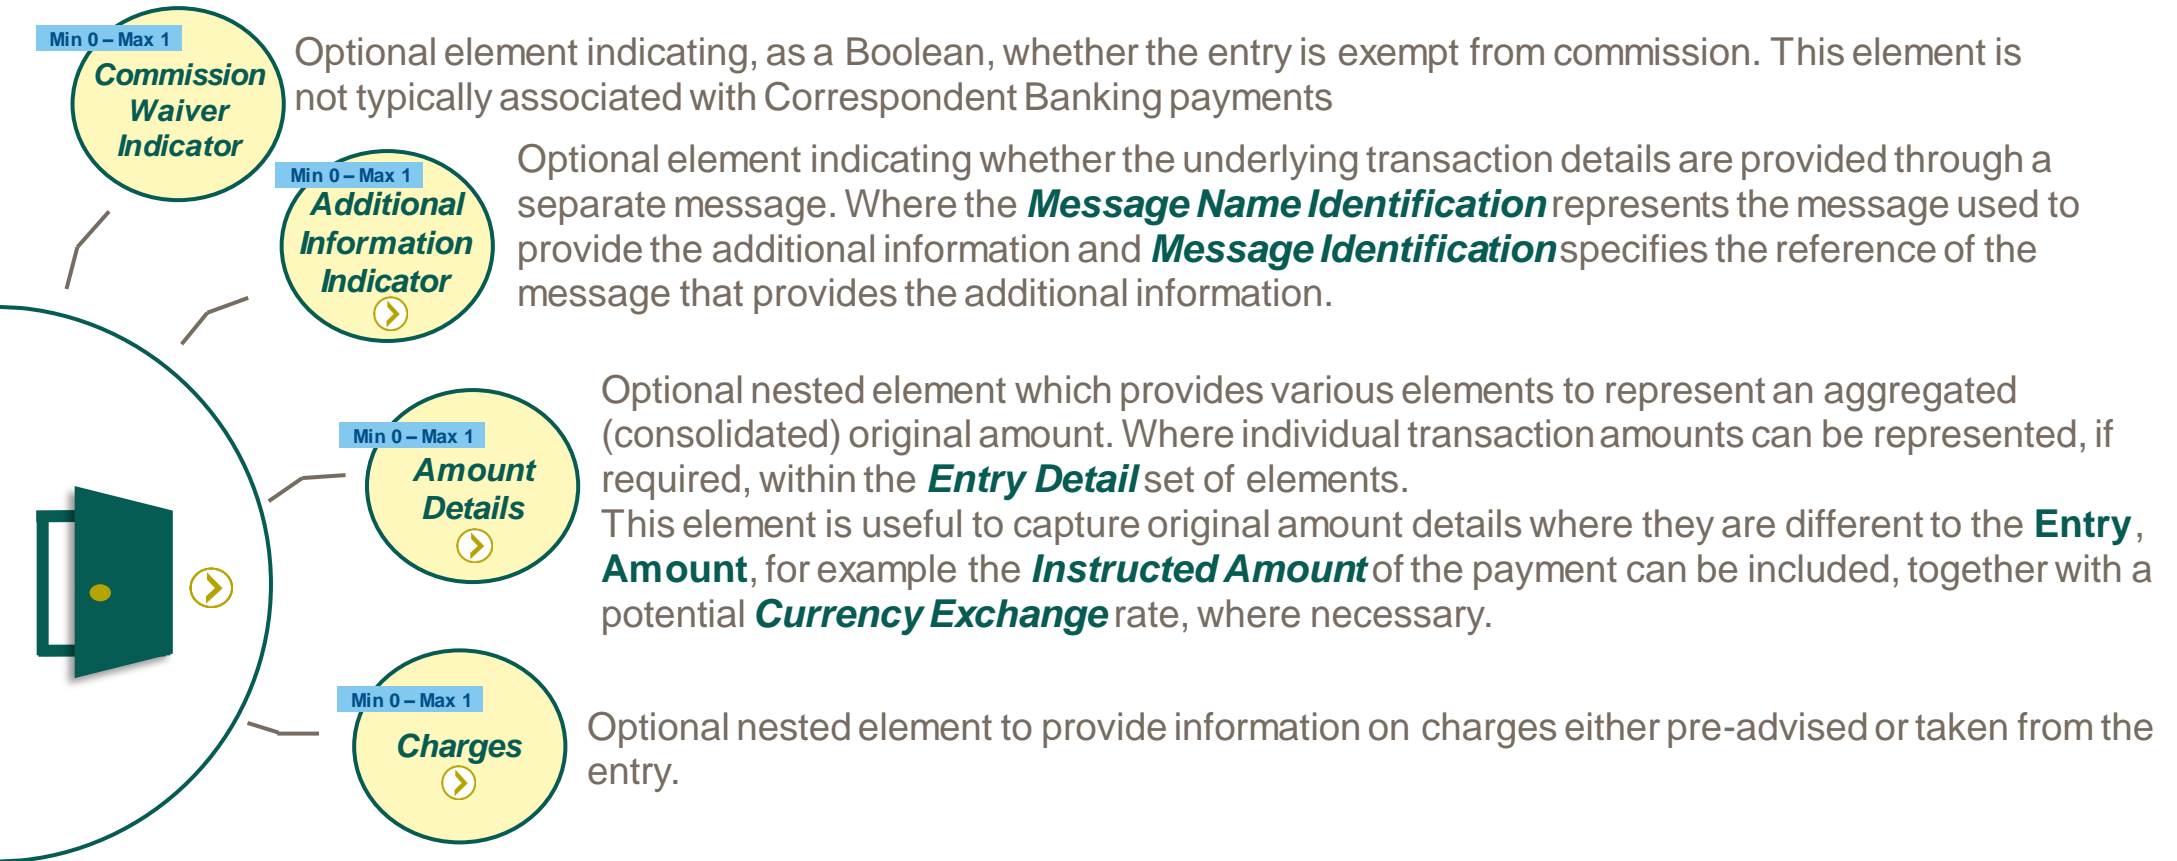 Min 0 – Max 1
Commission
Waiver
Indicator
Optional element indicating, as a Boolean, whether the entry is exempt from commission. This element is
not typically associated with Correspondent Banking payments
Min 0 – Max 1
Additional
Information
Indicator
Optional element indicating whether the underlying transaction details are provided through a
separate message. Where the Message Name Identification represents the message used to
provide the additional information and Message Identification specifies the reference of the
message that provides the additional information.
Min 0 – Max 1
Amount
Details
Optional nested element which provides various elements to represent an aggregated
(consolidated) original amount. Where individual transaction amounts can be represented, if
required, within the Entry Detail set of elements.
This element is useful to capture original amount details where they are different to the Entry,
Amount, for example the Instructed Amount of the payment can be included, together with a
potential Currency Exchange rate, where necessary.
Min 0 – Max 1
Charges
Optional nested element to provide information on charges either pre-advised or taken from the
entry.